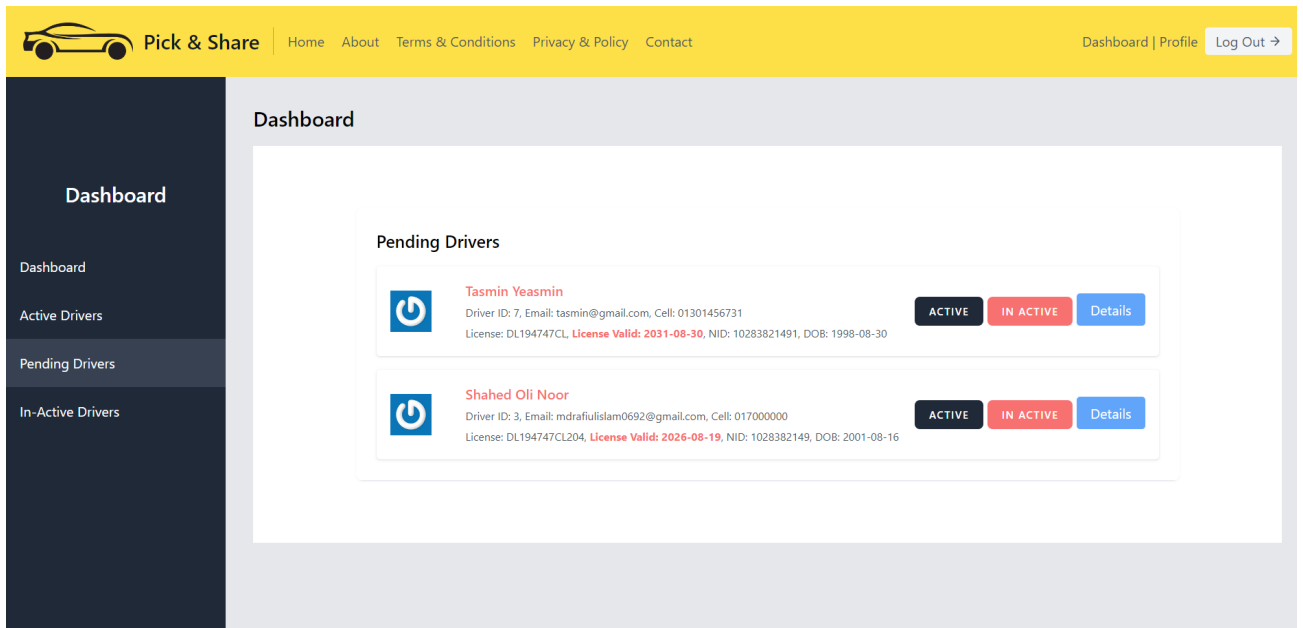 Pick & Share Home About Terms & Conditions Privacy & Policy Contact Dashboard | Profile Log Out →
Dashboard
Dashboard
Dashboard
Active Drivers
Pending Drivers
In-Active Drivers
Pending Drivers
Tasmin Yeasmin
Driver ID: 7, Email: tasmin@gmail.com, Cell: 01301456731
License: DL194747CL, License Valid: 2031-08-30, NID: 10283821491, DOB: 1998-08-30
ACTIVE IN ACTIVE Details
Shahed Oli Noor
Driver ID: 3, Email: mdrafiulislam0692@gmail.com, Cell: 017000000
License: DL194747CL204, License Valid: 2026-08-19, NID: 1028382149, DOB: 2001-08-16
ACTIVE IN ACTIVE Details